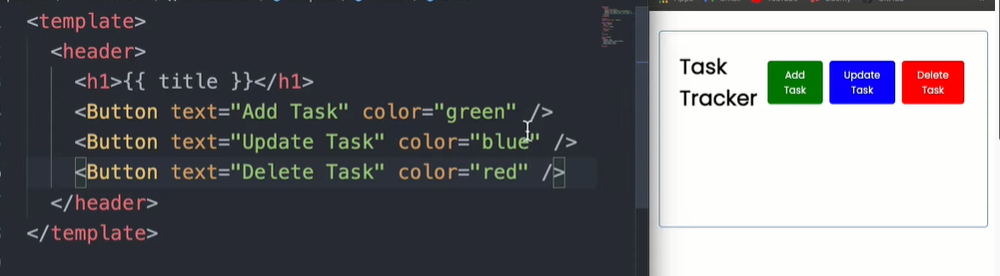 <template>
<header>
<h1>{{ title }}</h1>
<Button text="Add Task" color="green" />
<Button text="Update Task" color="blue" />
<Button text="Delete Task" color="red" />
</header>
</template>
Task
Tracker
Add
Task
Update
Task
Delete
Task